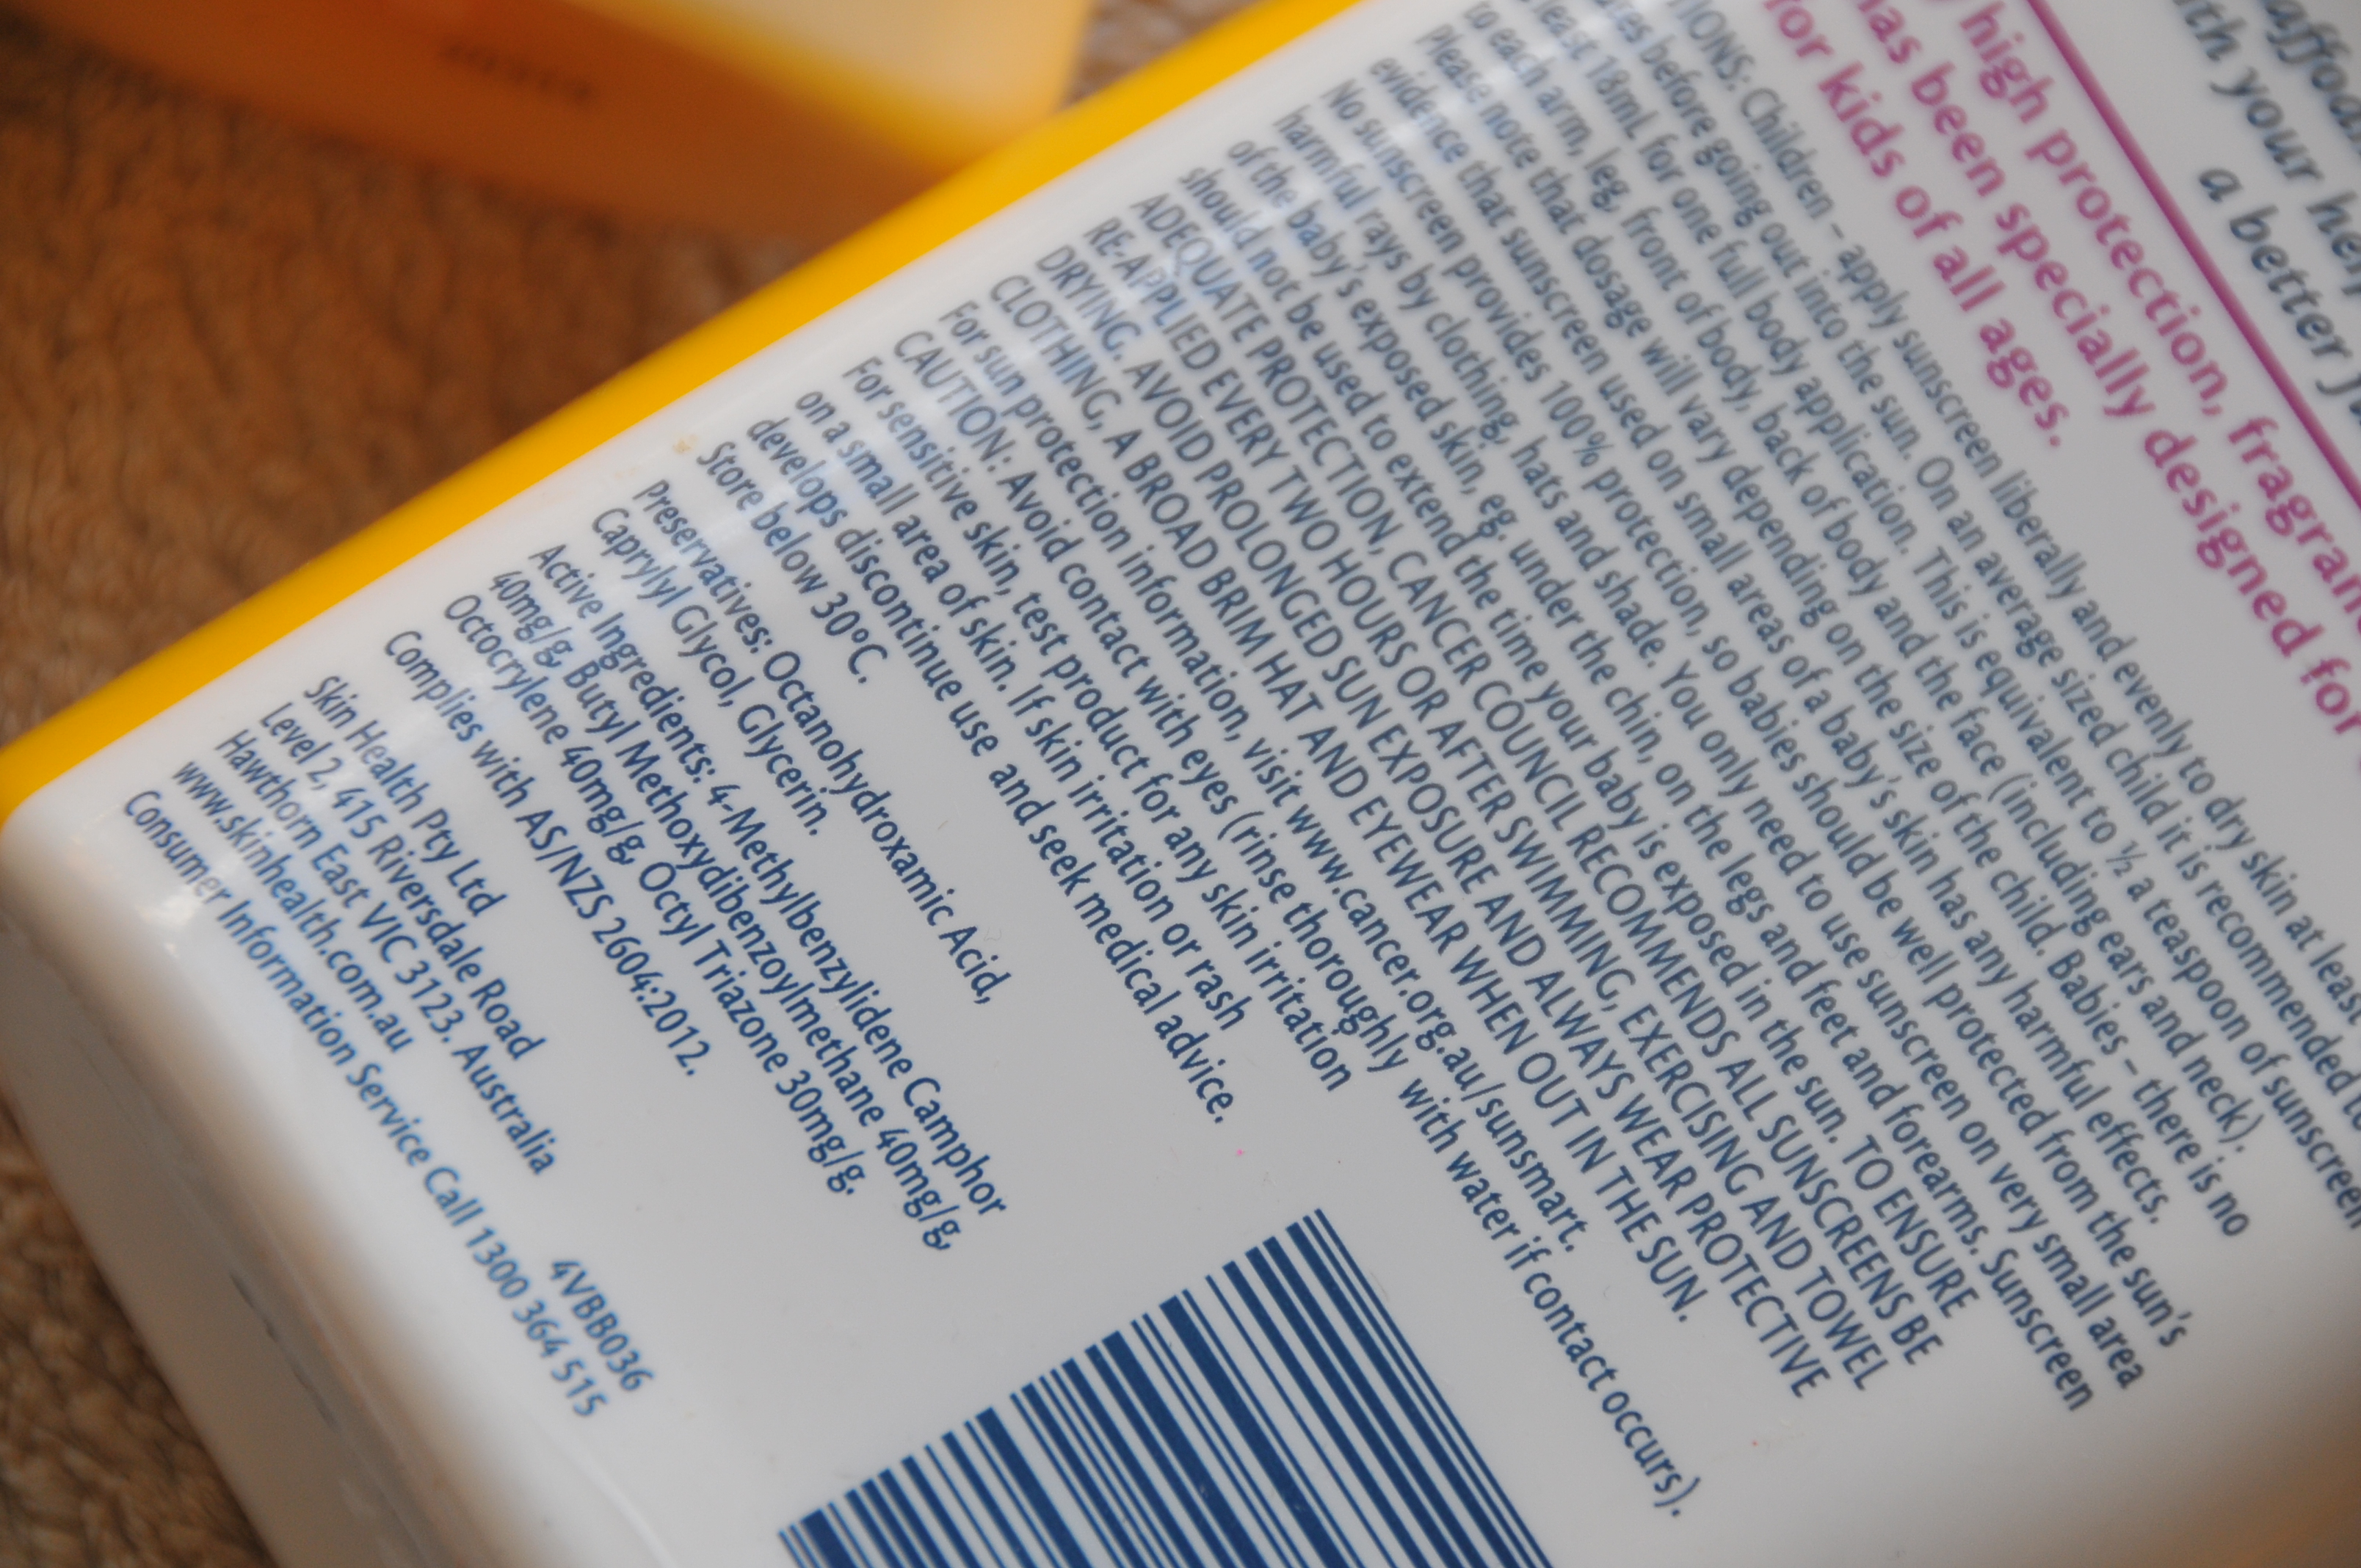 affod
ith your help
a better
high protection, fragran
has been specially designed for
for kids of all ages.
IONS: Children – apply sunscreen liberally and evenly to dry skin at least
before going out into the sun. On an average sized child it is recommended to
least 18mL for one full body application. This is equivalent to ½ a teaspoon of sunscreen
to each arm, leg, front of body, back of body and the face (including ears and neck).
Please note that dosage will vary depending on the size of the child. Babies – there is no
evidence that sunscreen used on small areas of a baby's skin has any harmful effects.
No sunscreen provides 100% protection, so babies should be well protected from the sun's
harmful rays by clothing, hats and shade. You only need to use sunscreen on very small area
of the baby's exposed skin, eg. under the chin, on the legs and feet and forearms. Sunscreen
should not be used to extend the time your baby is exposed in the sun. TO ENSURE
ADEQUATE PROTECTION, CANCER COUNCIL RECOMMENDS ALL SUNSCREENS BE
RE-APPLIED EVERY TWO HOURS OR AFTER SWIMMING, EXERCISING AND TOWEL
DRYING. AVOID PROLONGED SUN EXPOSURE AND ALWAYS WEAR PROTECTIVE
CLOTHING, A BROAD BRIM HAT AND EYEWEAR WHEN OUT IN THE SUN.
For sun protection information, visit www.cancer.org.au/sunsmart.
CAUTION: Avoid contact with eyes (rinse thoroughly with water if contact occurs).
For sensitive skin, test product for any skin irritation
on a small area of skin. If skin irritation or rash
develops discontinue use and seek medical advice.
Store below 30°C.
Preservatives: Octanohydroxamic Acid,
Caprylyl Glycol, Glycerin.
Active Ingredients: 4-Methylbenzylidene Camphor
40mg/g, Butyl Methoxydibenzoylmethane 40mg/g,
Octocrylene 40mg/g, Octyl Triazone 30mg/g.
Complies with AS/NZS 2604:2012.
Skin Health Pty Ltd
Level 2, 415 Riversdale Road
Hawthorn East VIC 3123. Australia
www.skinhealth.com.au
Consumer Information Service Call 1300 364 515
4VBB036